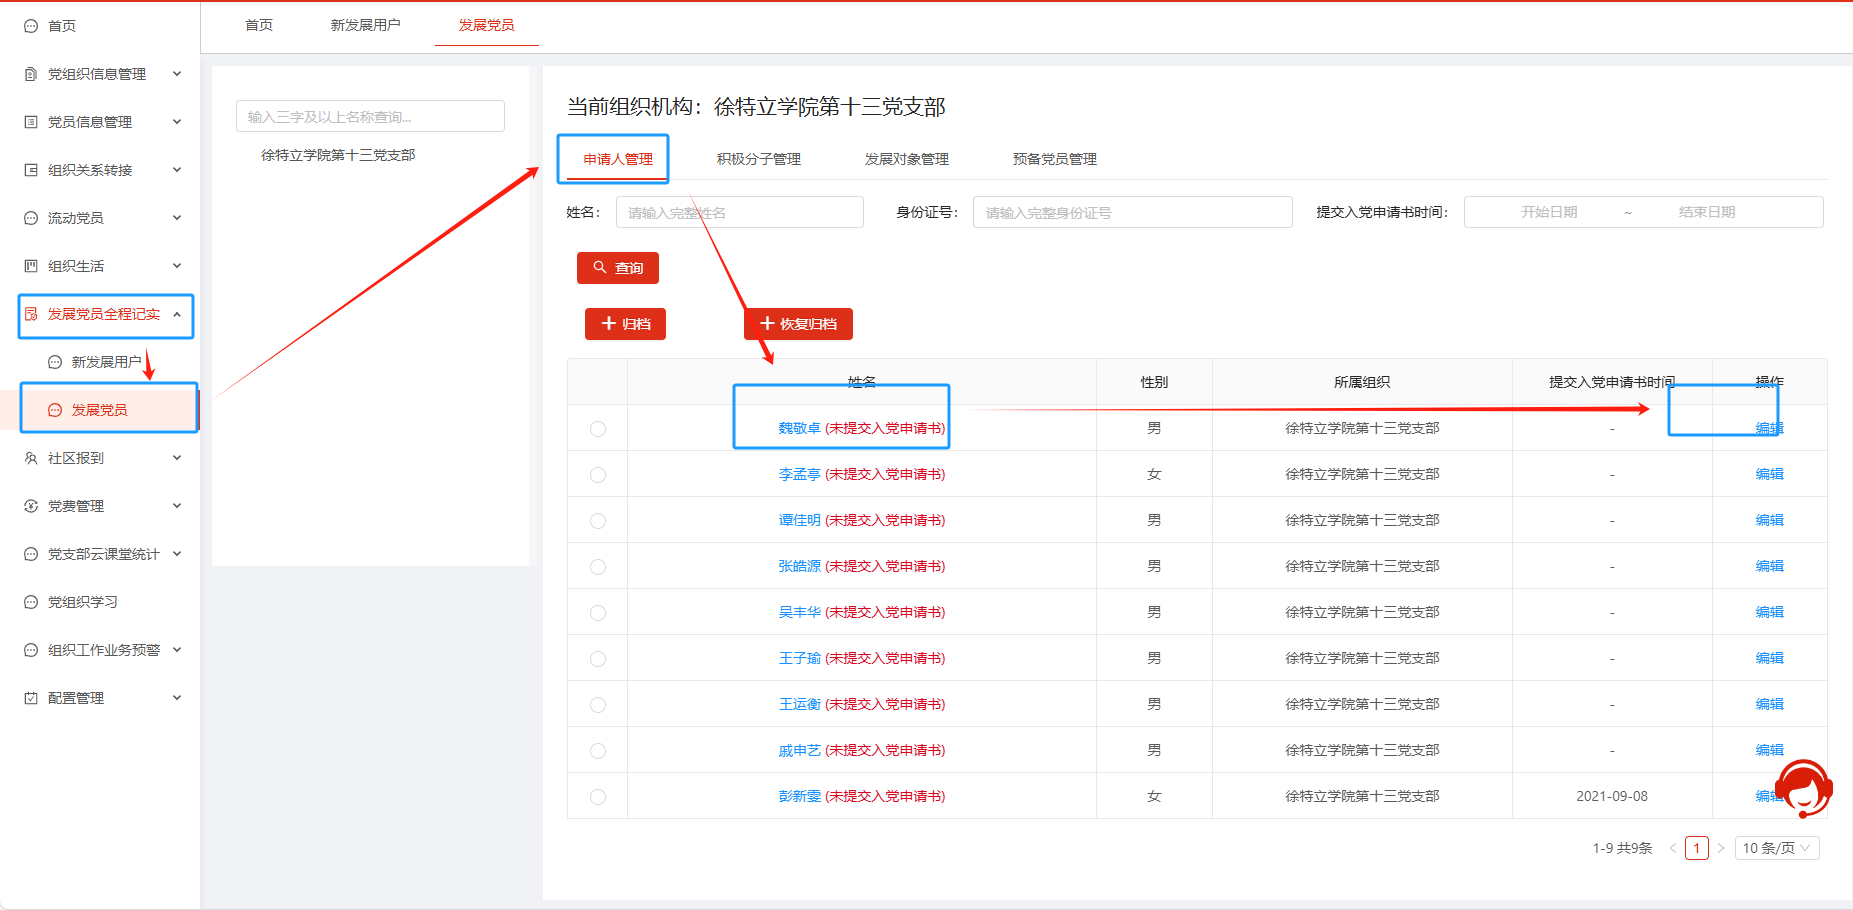 首页
党组织信息管理
党员信息管理
组织关系转接
流动党员
组织生活
发展党员全程记实
新发展用户
发展党员
社区报到
党费管理
党支部云课堂统计
党组织学习
组织工作业务预警
配置管理
首页 新发展用户 发展党员
输入三字及以上名称查询...
徐特立学院第十三党支部
当前组织机构：徐特立学院第十三党支部
申请人管理 积极分子管理 发展对象管理 预备党员管理
姓名： 请输入完整姓名 身份证号： 请输入完整身份证号 提交入党申请书时间： 开始日期 ~ 结束日期
查询
归档 恢复归档
姓名 性别 所属组织 提交入党申请书时间 操作
魏敬卓 (未提交入党申请书) 男 徐特立学院第十三党支部 - 编辑
李孟亭 (未提交入党申请书) 女 徐特立学院第十三党支部 - 编辑
谭佳明 (未提交入党申请书) 男 徐特立学院第十三党支部 - 编辑
张皓源 (未提交入党申请书) 男 徐特立学院第十三党支部 - 编辑
吴丰华 (未提交入党申请书) 男 徐特立学院第十三党支部 - 编辑
王子瑜 (未提交入党申请书) 男 徐特立学院第十三党支部 - 编辑
王运衡 (未提交入党申请书) 男 徐特立学院第十三党支部 - 编辑
戚申艺 (未提交入党申请书) 男 徐特立学院第十三党支部 - 编辑
彭新雯 (未提交入党申请书) 女 徐特立学院第十三党支部 2021-09-08 编辑
1-9 共9条 < 1 > 10 条/页